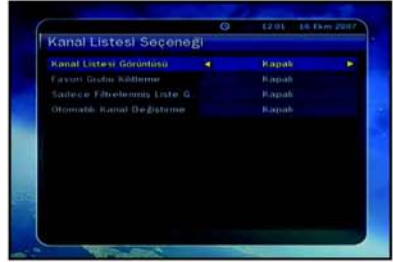 12:01 16 Ekm 2007
Kanal Listesi Seçeneği
Kanal Listesi Görüntüsü Kapalı
Favori Grubu Kilitleme Kapalı
Sadece Filtrelenmiş Liste G Kapalı
Otomatik Kanal Değiştirme Kapalı